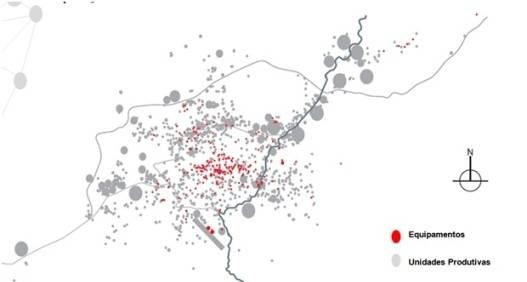 N
Equipamentos
Unidades Produtivas